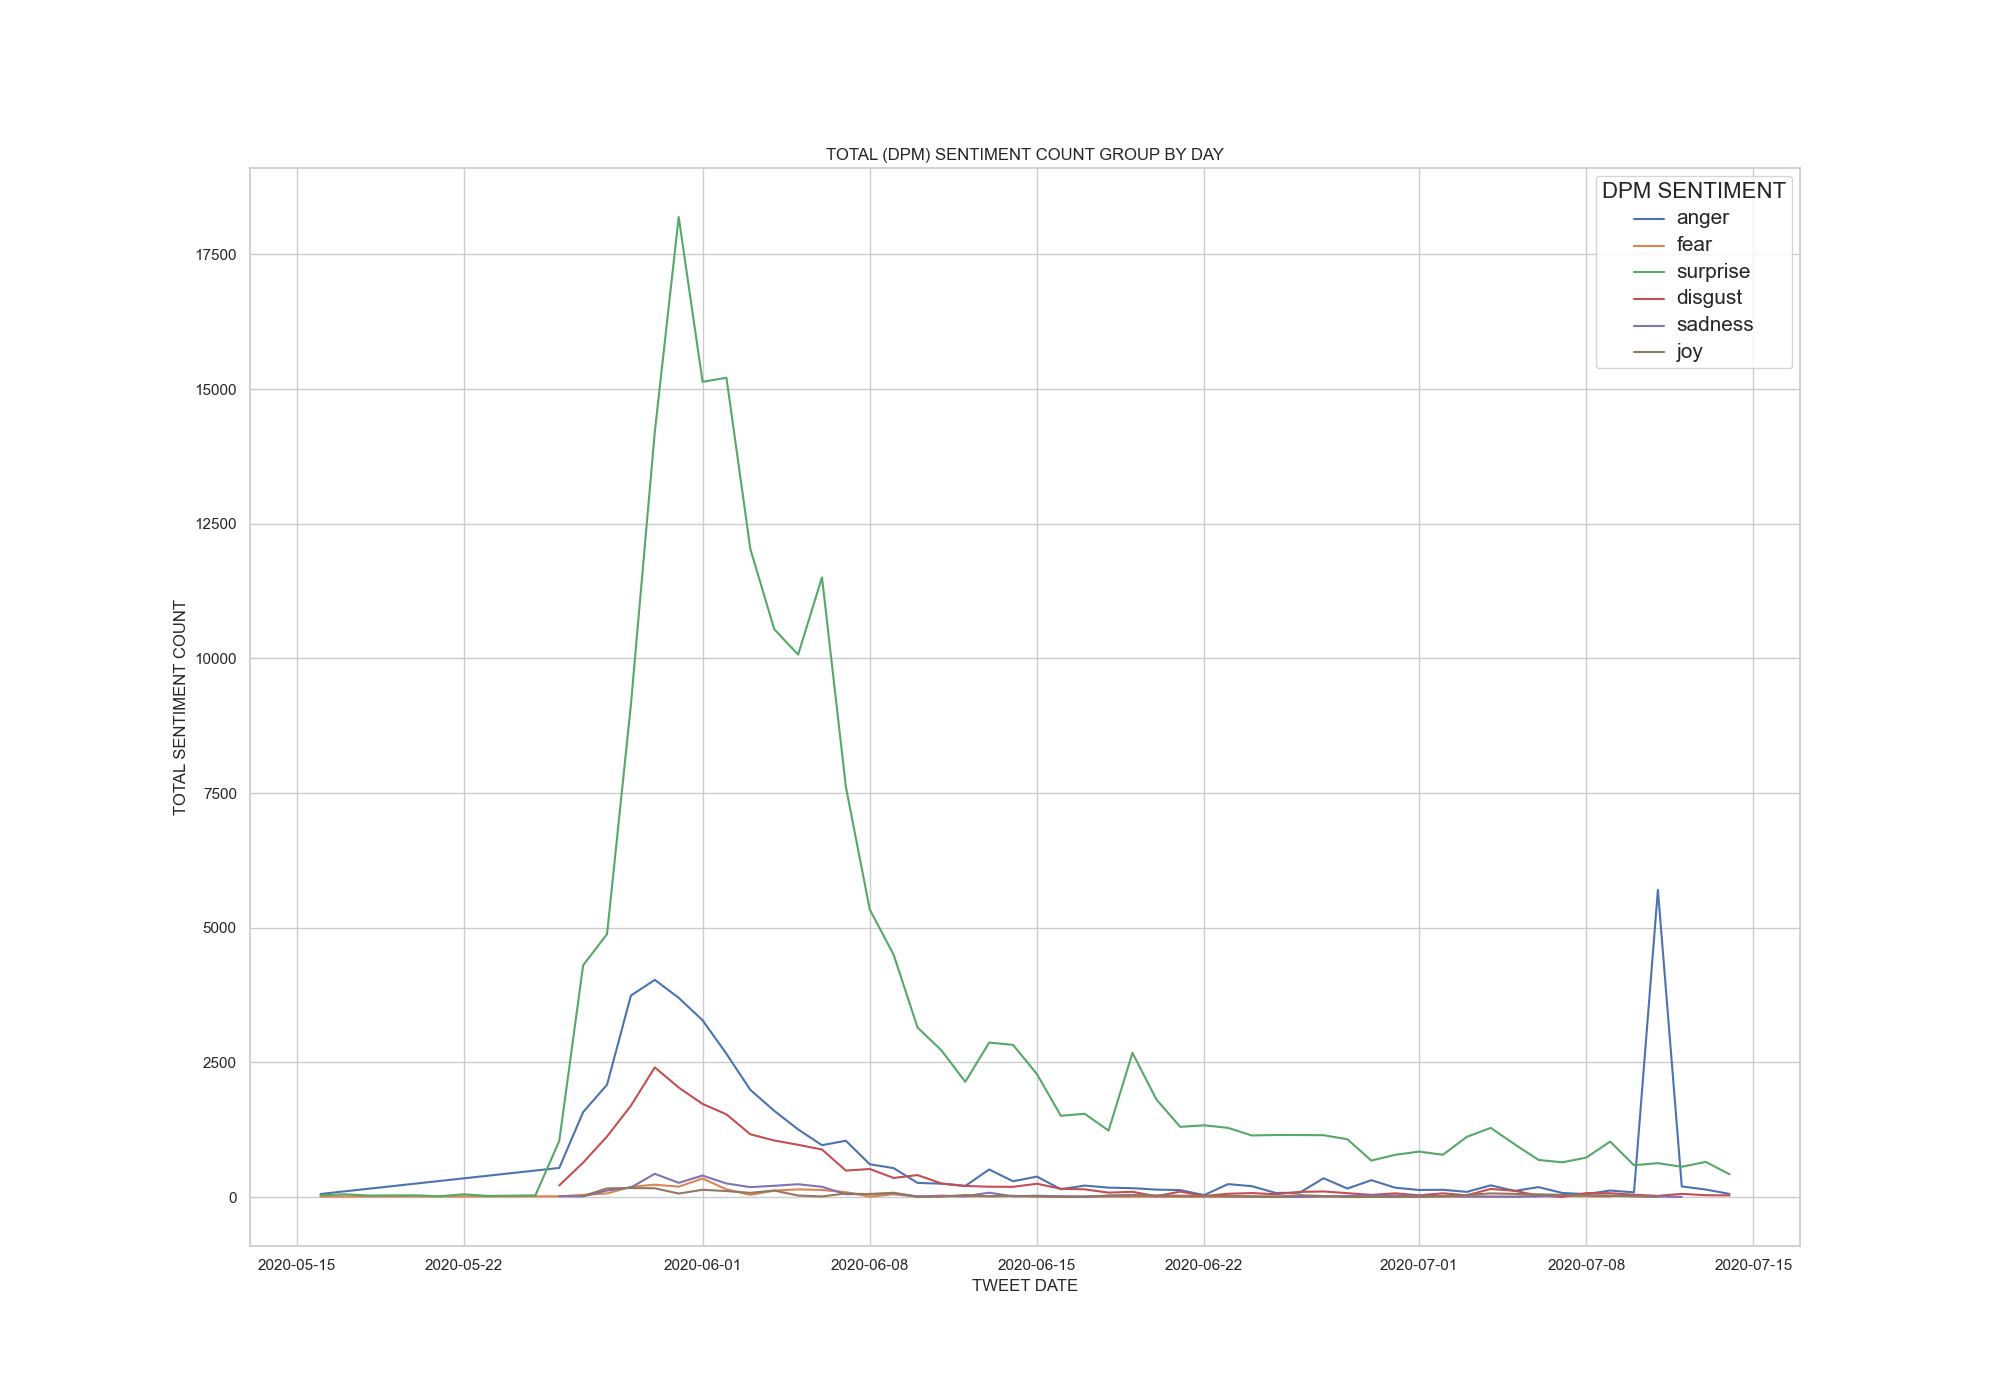 TOTAL (DPM) SENTIMENT COUNT GROUP BY DAY
DPM SENTIMENT
anger
fear
surprise
disgust
sadness
joy
TOTAL SENTIMENT COUNT
17500
15000
12500
10000
7500
5000
2500
0
2020-05-15
2020-05-22
2020-06-01
2020-06-08
2020-06-15
2020-06-22
2020-07-01
2020-07-08
2020-07-15
TWEET DATE